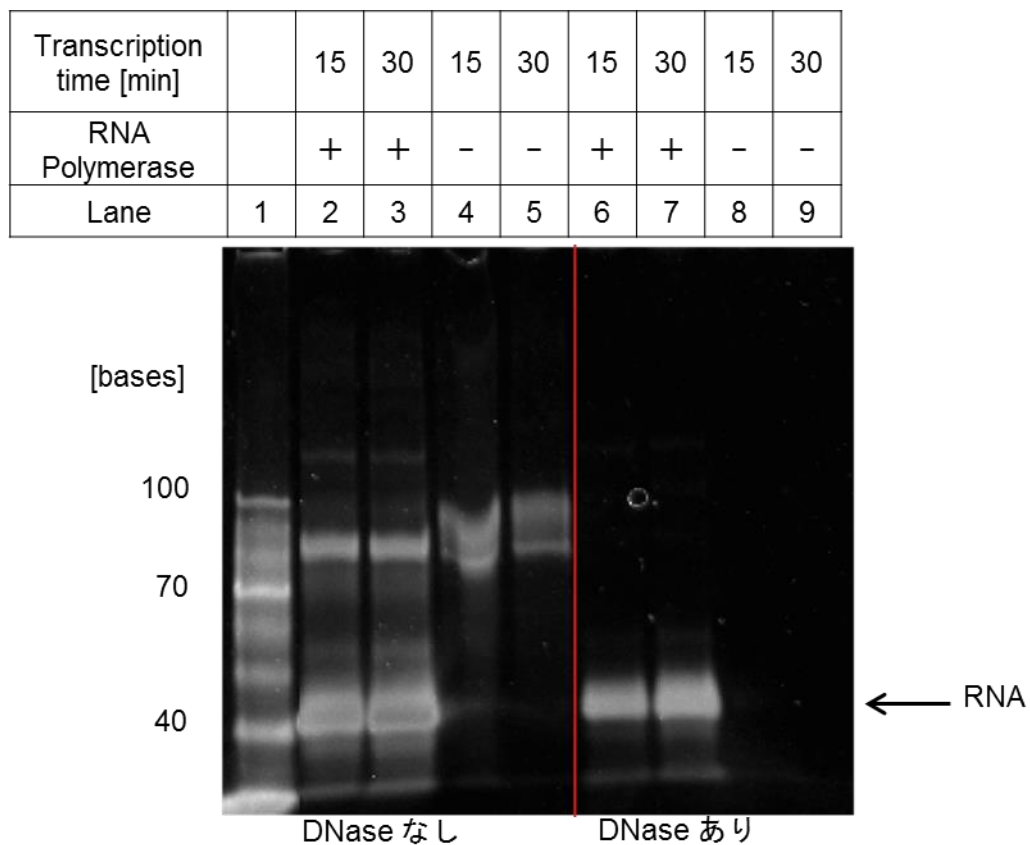 Transcription
time [min] 15 30 15 30 15 30 15 30
RNA
Polymerase + + - - + + - -
Lane 1 2 3 4 5 6 7 8 9
[bases]
100
70
40
RNA
DNase なし DNase あり